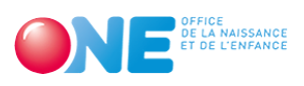 ONE
OFFICE
DE LA NAISSANCE
ET DE L'ENFANCE